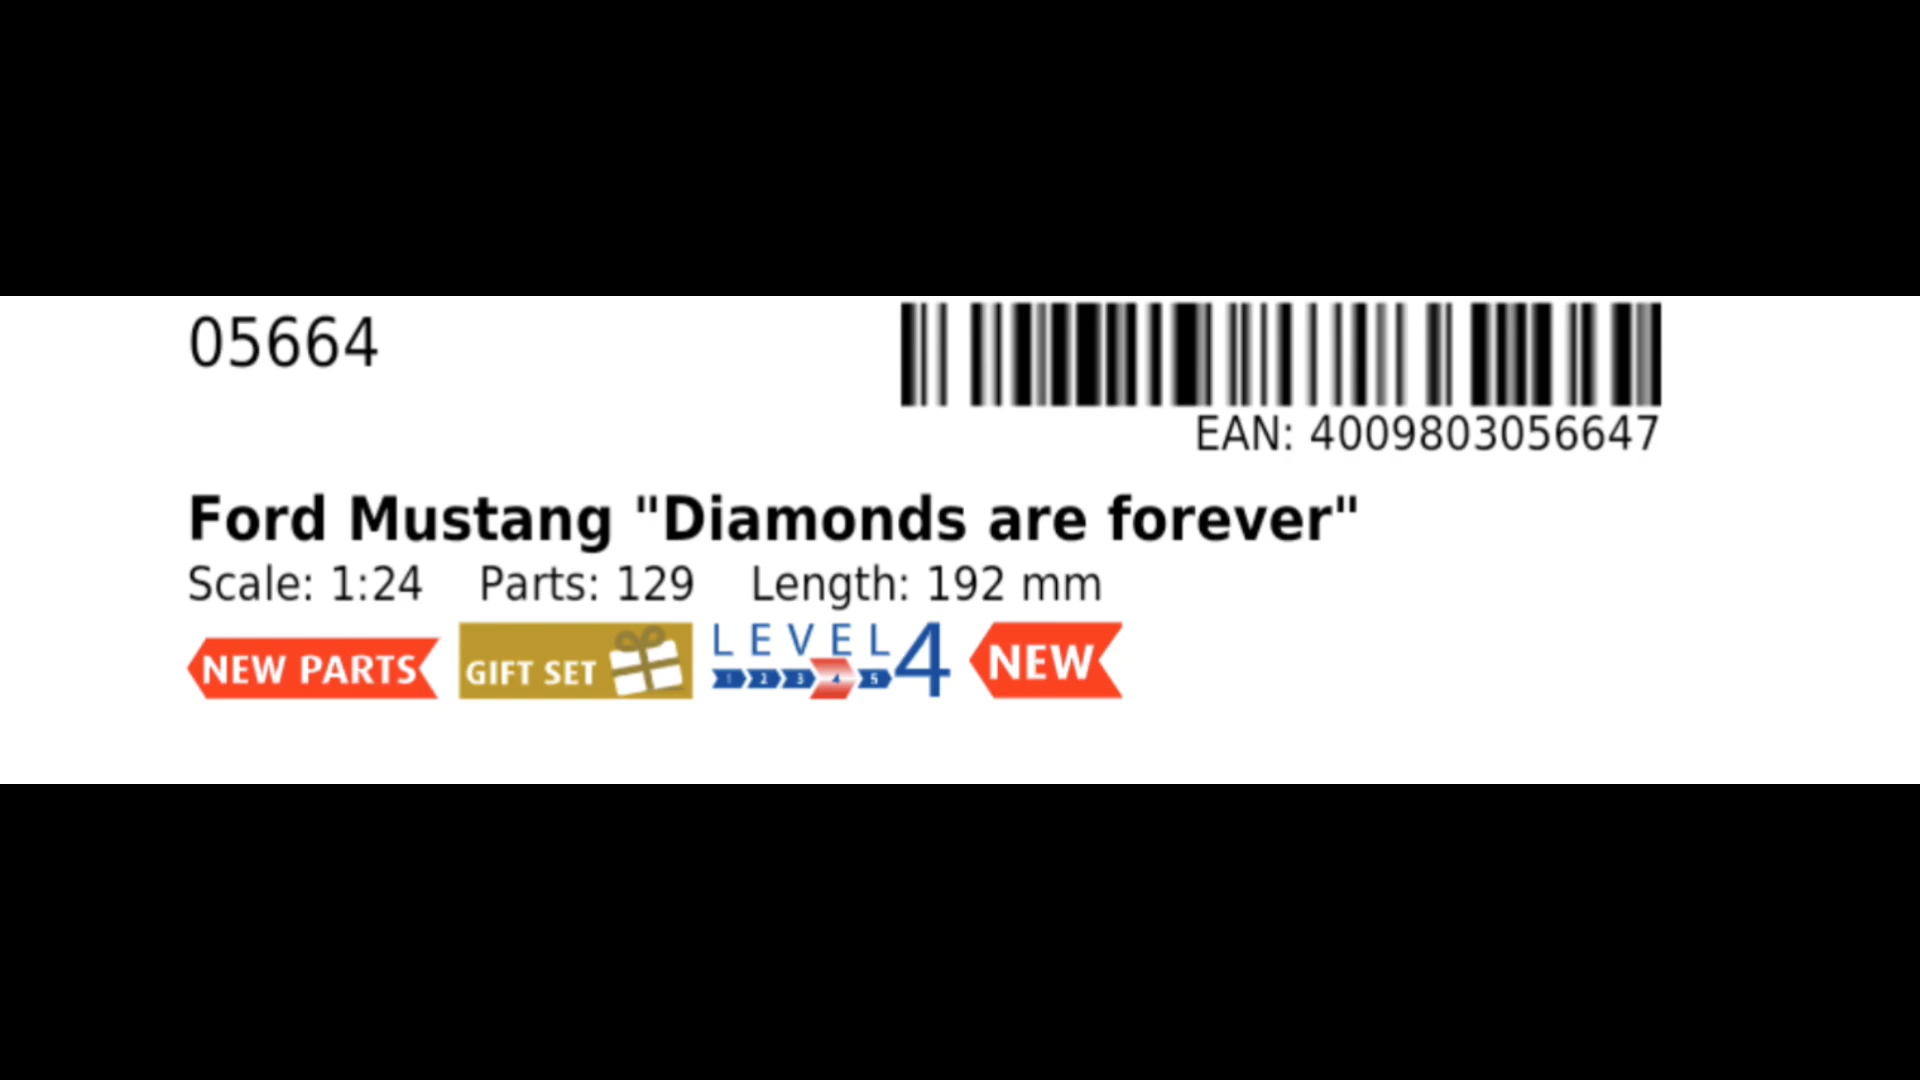 05664
EAN: 4009803056647
Ford Mustang "Diamonds are forever"
Scale: 1:24 Parts: 129 Length: 192 mm
NEW PARTS GIFT SET LEVEL 4 NEW
1 2 3 4 5